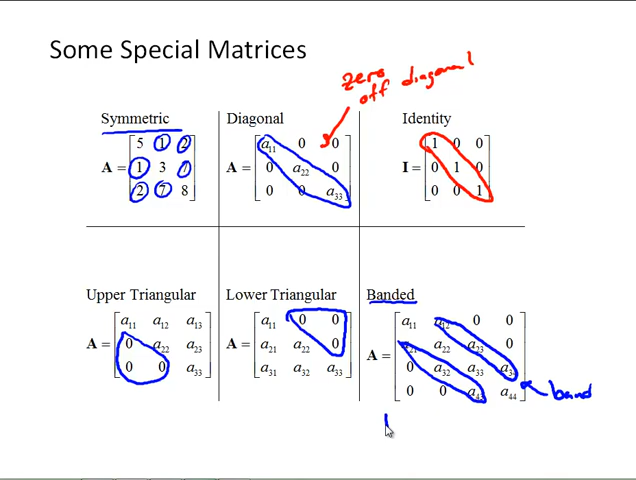 Some Special Matrices
zero
off diagonal
Symmetric
A = [5 1 2
1 3 7
2 7 8]
Diagonal
A = [a11 0 0
0 a22 0
0 0 a33]
Identity
I = [1 0 0
0 1 0
0 0 1]
Upper Triangular
A = [a11 a12 a13
0 a22 a23
0 0 a33]
Lower Triangular
A = [a11 0 0
a21 a22 0
a31 a32 a33]
Banded
A = [a11 a12 0 0
a21 a22 a23 0
0 a32 a33 a34
0 0 a43 a44]
band